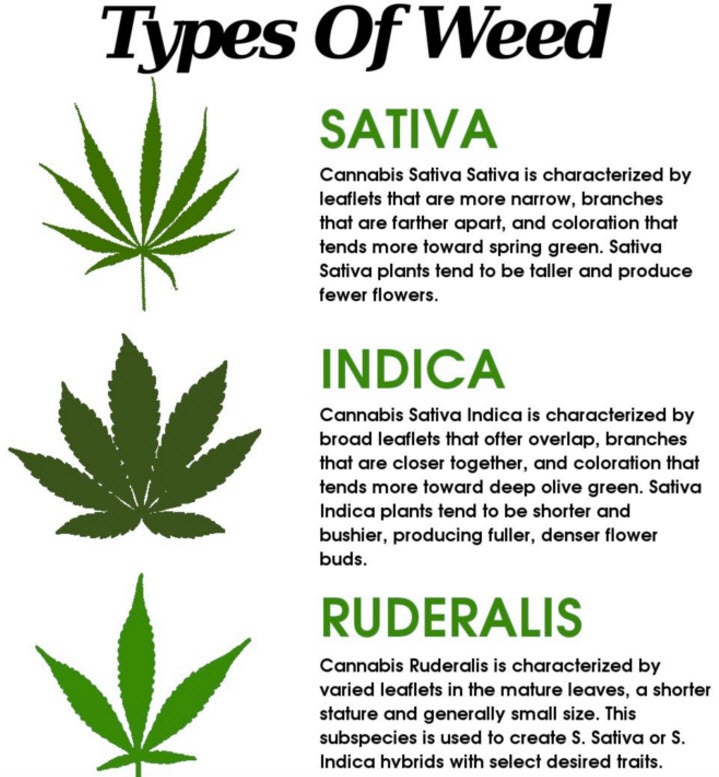 Types Of Weed
SATIVA
Cannabis Sativa Sativa is characterized by
leaflets that are more narrow, branches
that are farther apart, and coloration that
tends more toward spring green. Sativa
Sativa plants tend to be taller and produce
fewer flowers.
INDICA
Cannabis Sativa Indica is characterized by
broad leaflets that ofter overlap, branches
that are closer together, and coloration that
tends more toward deep olive green. Sativa
Indica plants tend to be shorter and
bushier, producing fuller, denser flower
buds.
RUDERALIS
Cannabis Ruderalis is characterized by
varied leaflets in the mature leaves, a shorter
stature and generally small size. This
subspecies is used to create S. Sativa or S.
Indica hybrids with select desired traits.